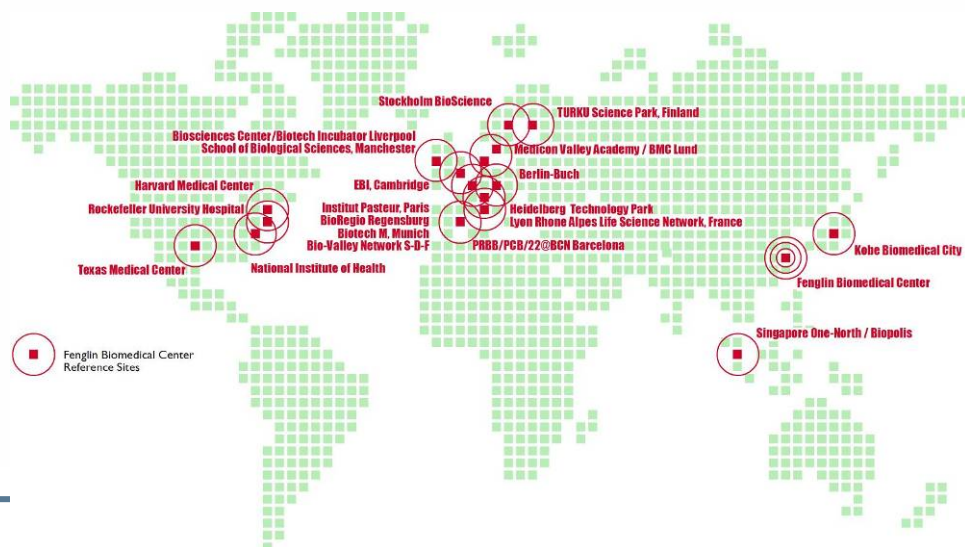 Stockholm BioScience
TURKU Science Park, Finland
Biosciences Center/Biotech Incubator Liverpool
School of Biological Sciences, Manchester
Medicon Valley Academy / BMC Lund
Berlin-Buch
Harvard Medical Center
EBI, Cambridge
Rockefeller University Hospital
Institut Pasteur, Paris
Heidelberg Technology Park
BioRegio Regensburg
Lyon Rhone Alpes Life Science Network, France
Biotech M, Munich
Bio-Valley Network S-D-F
PRBB/PCB/22@BCN Barcelona
Kobe Biomedical City
Texas Medical Center
National Institute of Health
Fenglin Biomedical Center
Singapore One-North / Biopolis
Fenglin Biomedical Center
Reference Sites